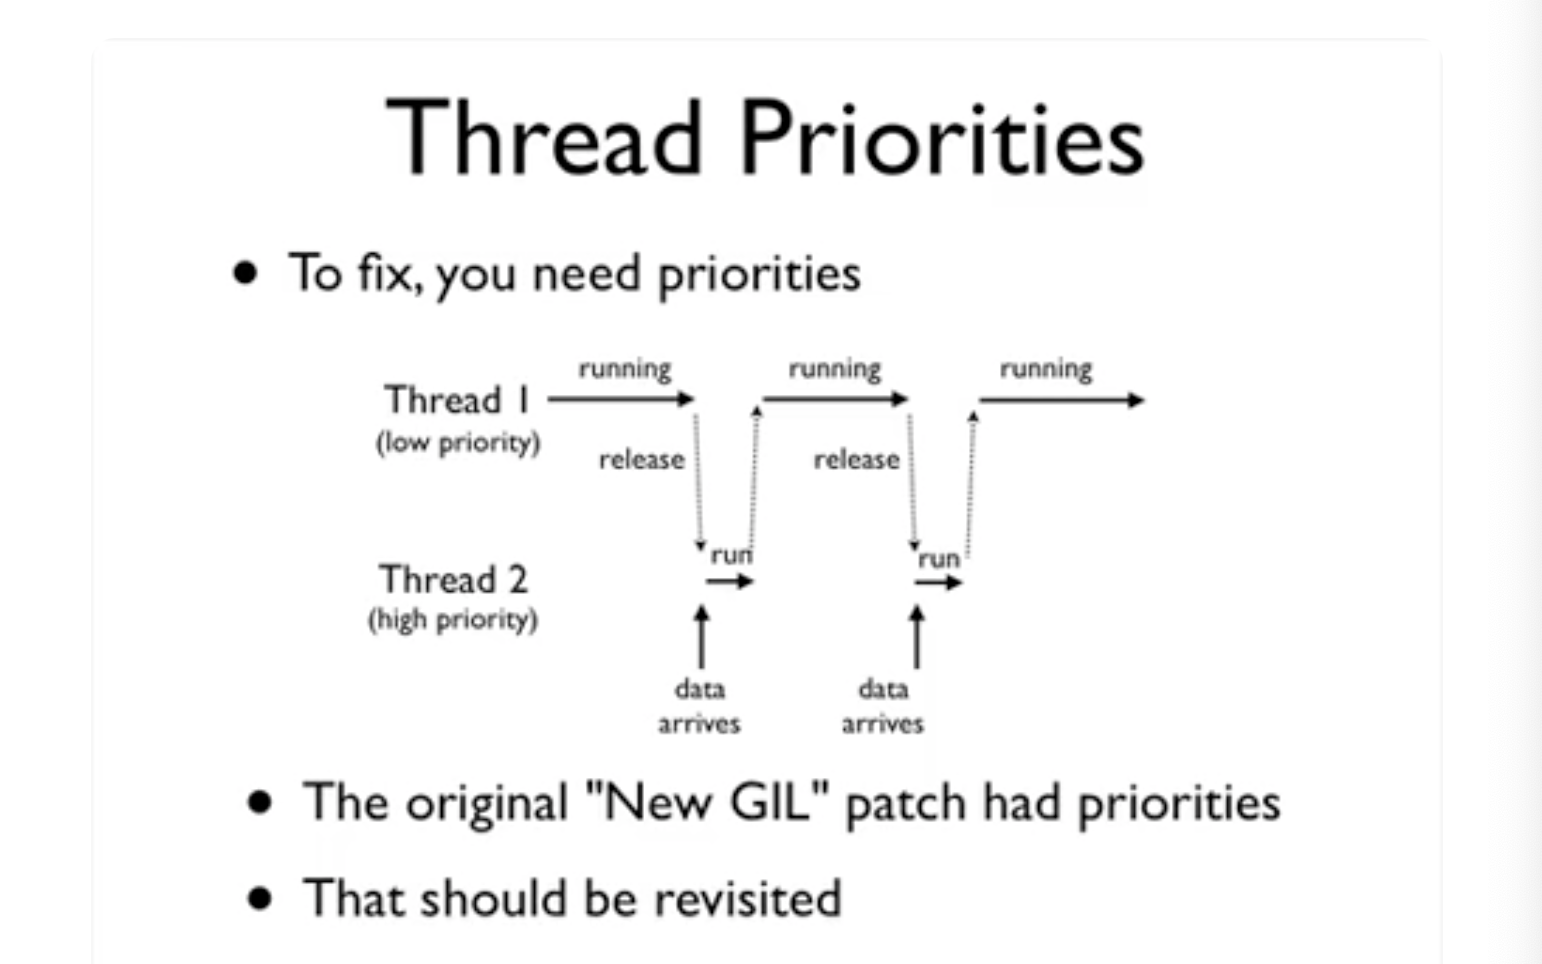 Thread Priorities
• To fix, you need priorities
running running running
Thread 1
(low priority)
release release
run run
Thread 2
(high priority)
data data
arrives arrives
• The original "New GIL" patch had priorities
• That should be revisited